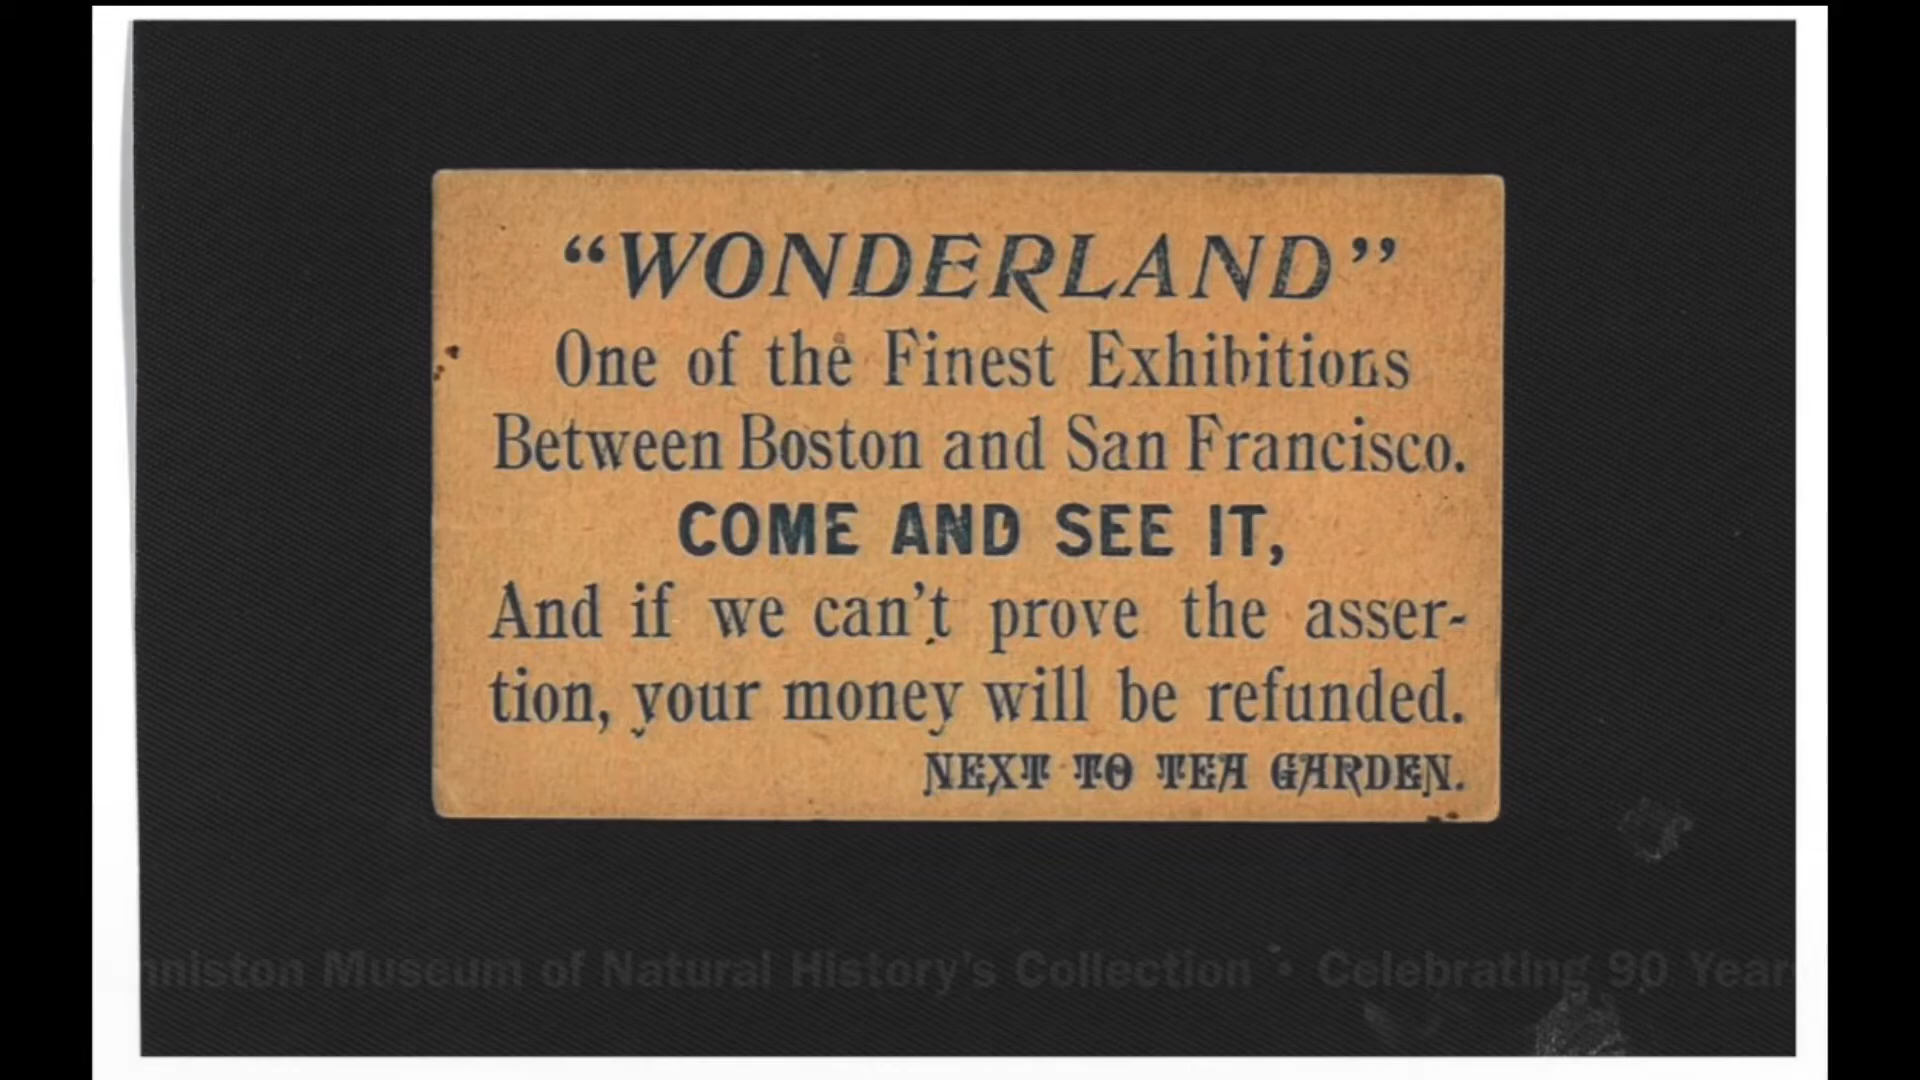 “WONDERLAND”
One of the Finest Exhibitions
Between Boston and San Francisco.
COME AND SEE IT,
And if we can't prove the asser-
tion, your money will be refunded.
NEXT TO TEA GARDEN.
nniston Museum of Natural History's Collection • Celebrating 90 Year